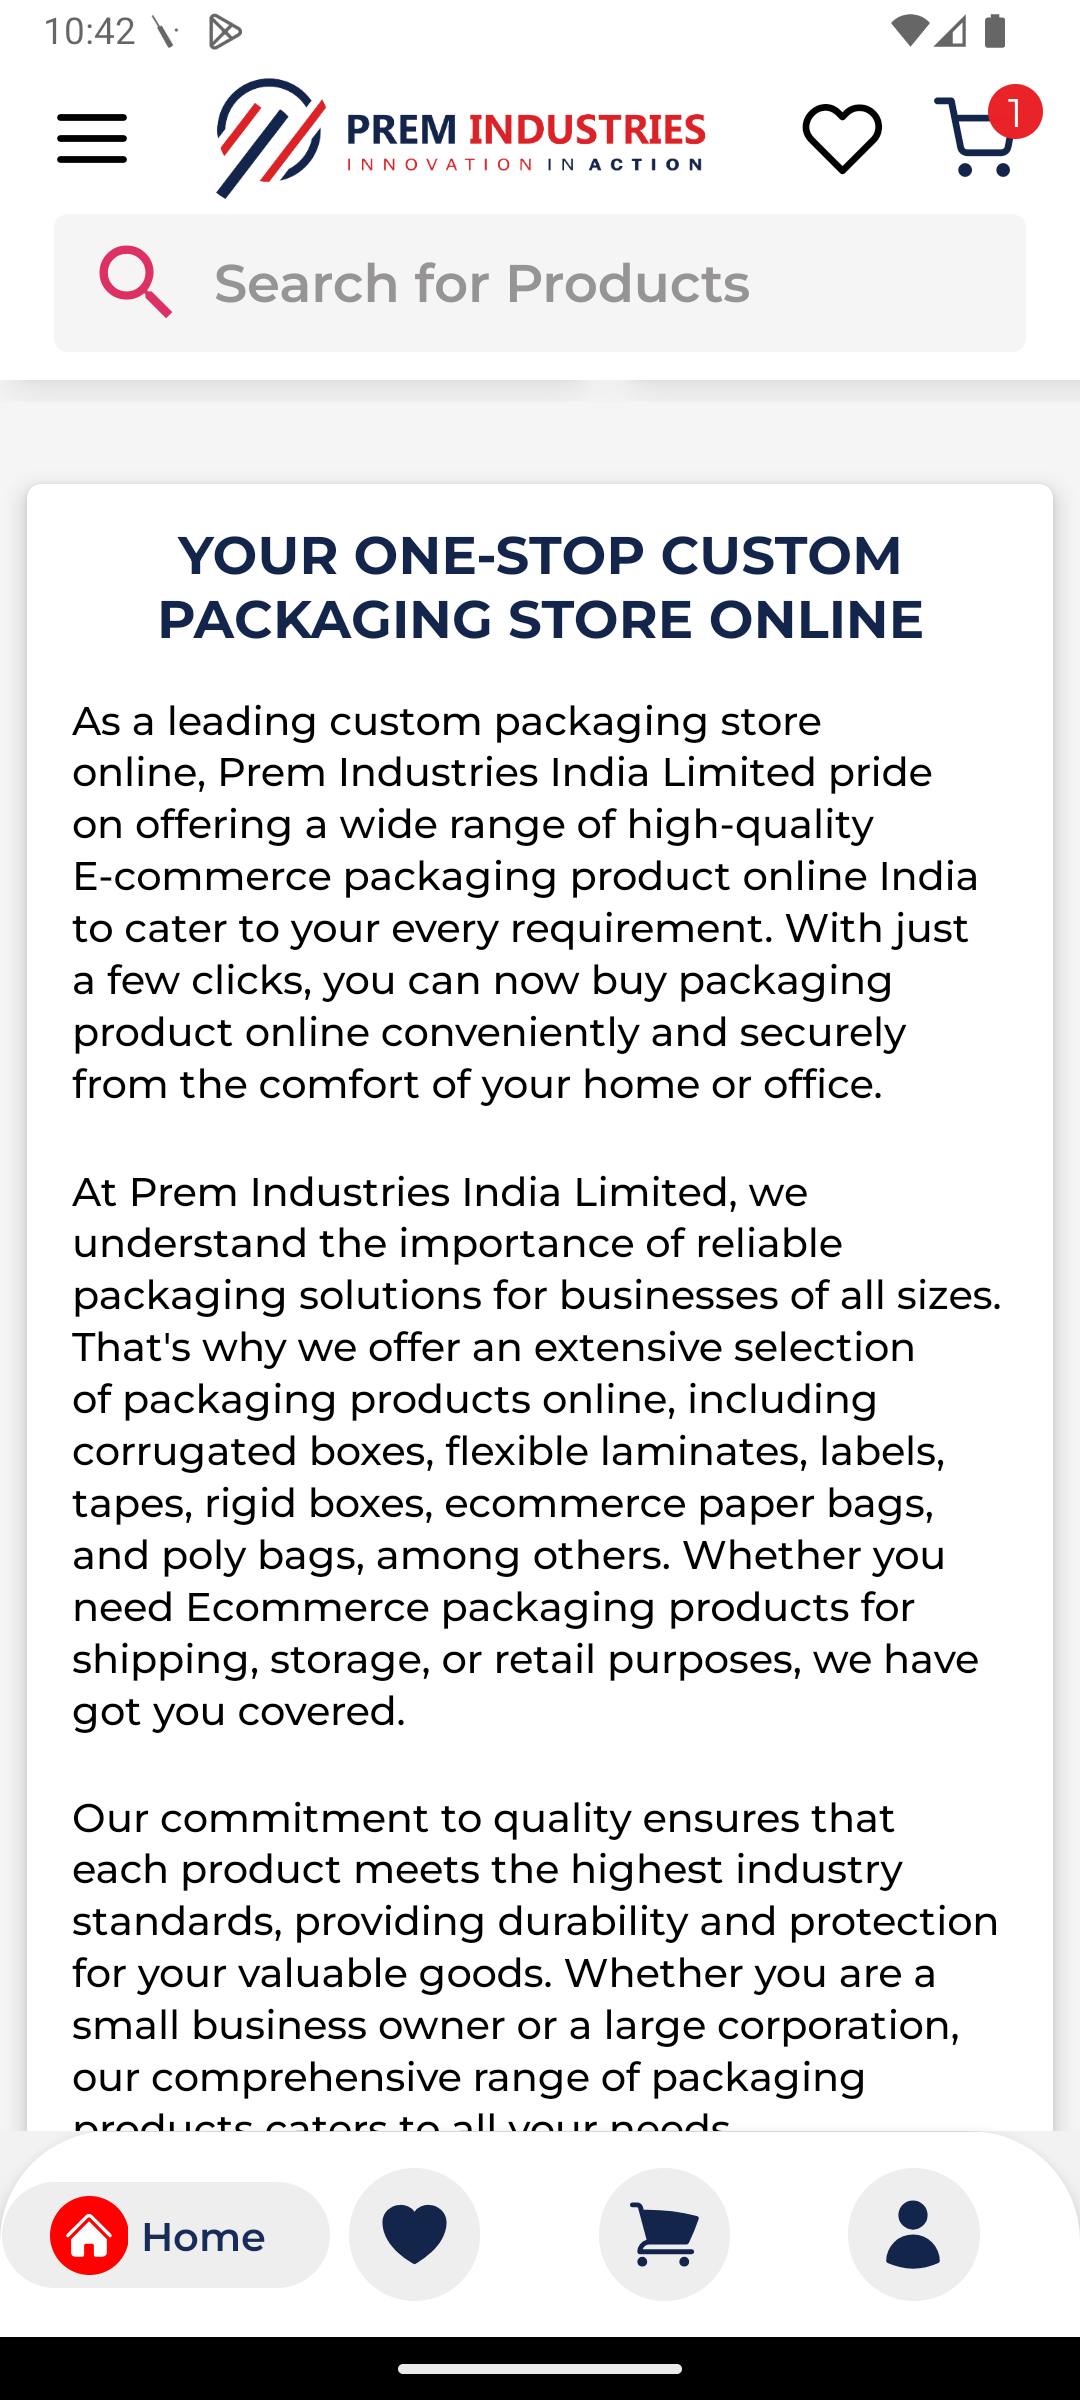 10:42
PREM INDUSTRIES
INNOVATION IN ACTION
1
Search for Products
YOUR ONE-STOP CUSTOM
PACKAGING STORE ONLINE
As a leading custom packaging store
online, Prem Industries India Limited pride
on offering a wide range of high-quality
E-commerce packaging product online India
to cater to your every requirement. With just
a few clicks, you can now buy packaging
product online conveniently and securely
from the comfort of your home or office.
At Prem Industries India Limited, we
understand the importance of reliable
packaging solutions for businesses of all sizes.
That's why we offer an extensive selection
of packaging products online, including
corrugated boxes, flexible laminates, labels,
tapes, rigid boxes, ecommerce paper bags,
and poly bags, among others. Whether you
need Ecommerce packaging products for
shipping, storage, or retail purposes, we have
got you covered.
Our commitment to quality ensures that
each product meets the highest industry
standards, providing durability and protection
for your valuable goods. Whether you are a
small business owner or a large corporation,
our comprehensive range of packaging
products caters to all your needs
Home